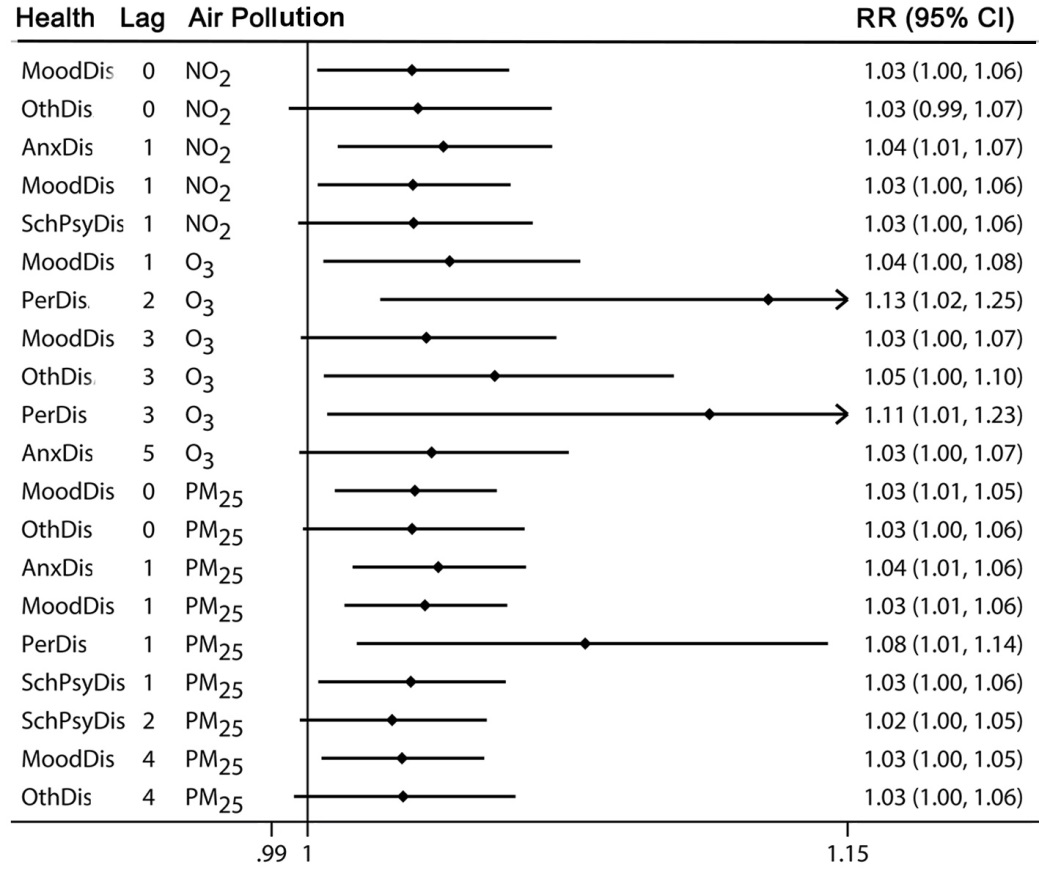 Health Lag Air Pollution RR (95% CI)
MoodDis 0 NO2 1.03 (1.00, 1.06)
OthDis 0 NO2 1.03 (0.99, 1.07)
AnxDis 1 NO2 1.04 (1.01, 1.07)
MoodDis 1 NO2 1.03 (1.00, 1.06)
SchPsyDis 1 NO2 1.03 (1.00, 1.06)
MoodDis 1 O3 1.04 (1.00, 1.08)
PerDis. 2 O3 1.13 (1.02, 1.25)
MoodDis 3 O3 1.03 (1.00, 1.07)
OthDis 3 O3 1.05 (1.00, 1.10)
PerDis 3 O3 1.11 (1.01, 1.23)
AnxDis 5 O3 1.03 (1.00, 1.07)
MoodDis 0 PM25 1.03 (1.01, 1.05)
OthDis 0 PM25 1.03 (1.00, 1.06)
AnxDis 1 PM25 1.04 (1.01, 1.06)
MoodDis 1 PM25 1.03 (1.01, 1.06)
PerDis 1 PM25 1.08 (1.01, 1.14)
SchPsyDis 1 PM25 1.03 (1.00, 1.06)
SchPsyDis 2 PM25 1.02 (1.00, 1.05)
MoodDis 4 PM25 1.03 (1.00, 1.05)
OthDis 4 PM25 1.03 (1.00, 1.06)
.99 1 1.15